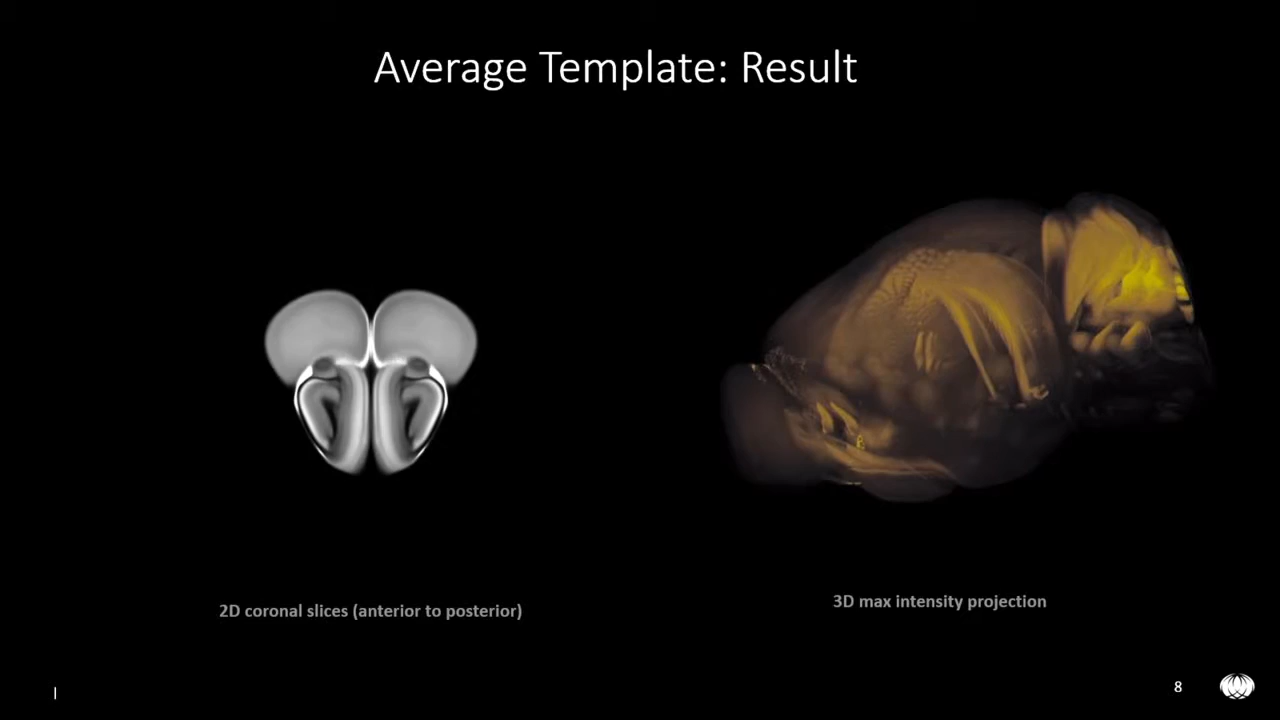 Average Template: Result
2D coronal slices (anterior to posterior)
3D max intensity projection
|
8